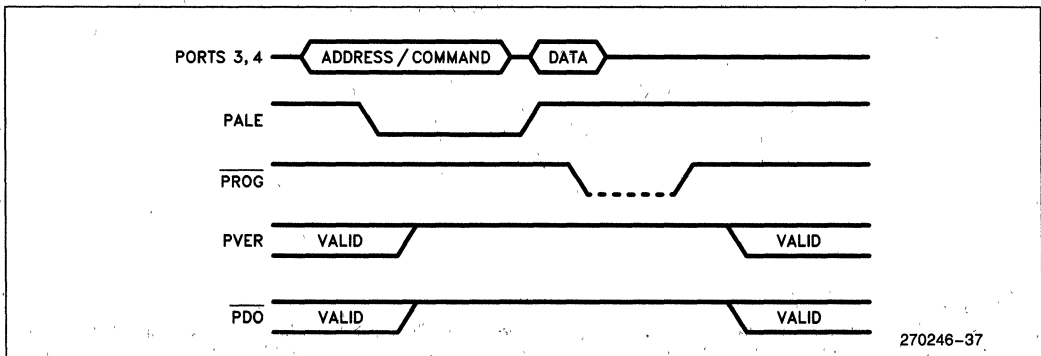 PORTS 3, 4 ADDRESS / COMMAND DATA
PALE
PROG
PVER VALID VALID
PDO VALID VALID
270246-37